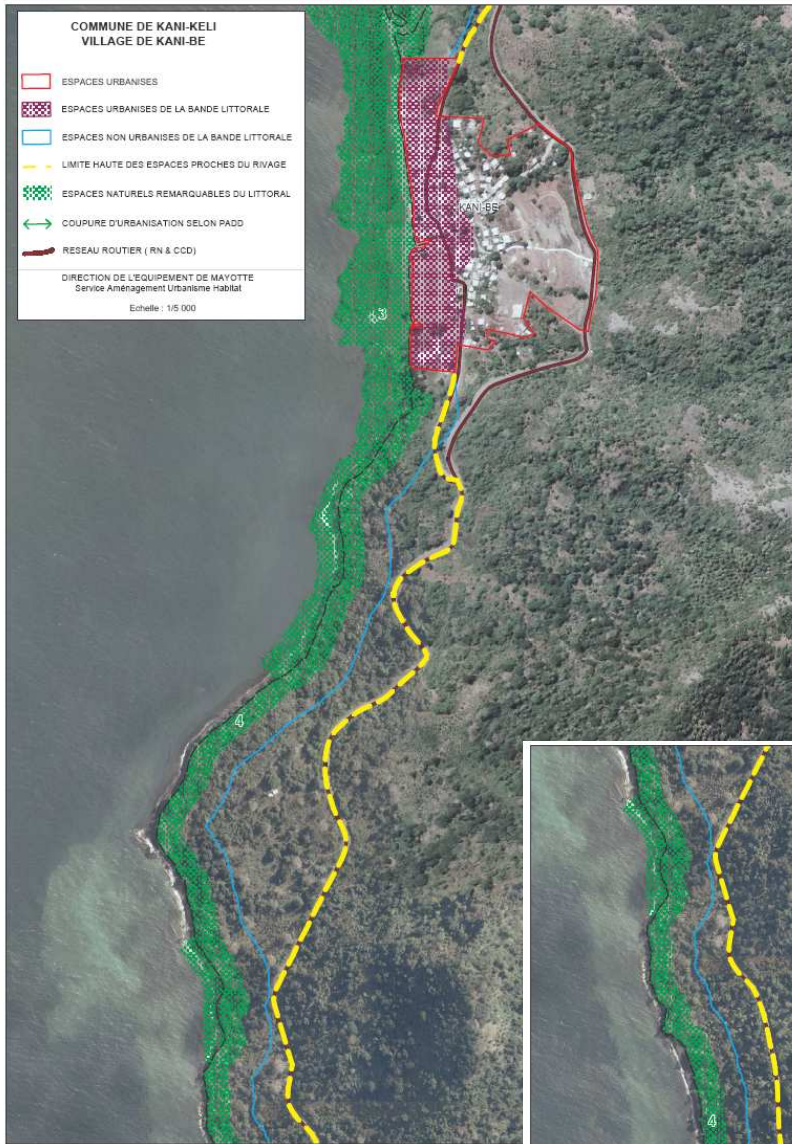 COMMUNE DE KANI-KELI
VILLAGE DE KANI-BE
ESPACES URBANISES
ESPACES URBANISES DE LA BANDE LITTORALE
ESPACES NON URBANISES DE LA BANDE LITTORALE
LIMITE HAUTE DES ESPACES PROCHES DU RIVAGE
ESPACES NATURELS REMARQUABLES DU LITTORAL
COUPURE D'URBANISATION SELON PADD
RESEAU ROUTIER ( RN & CCD)
DIRECTION DE L'EQUIPEMENT DE MAYOTTE
Service Aménagement Urbanisme Habitat
Echelle : 1/5 000
KANI-BE
3
4
4